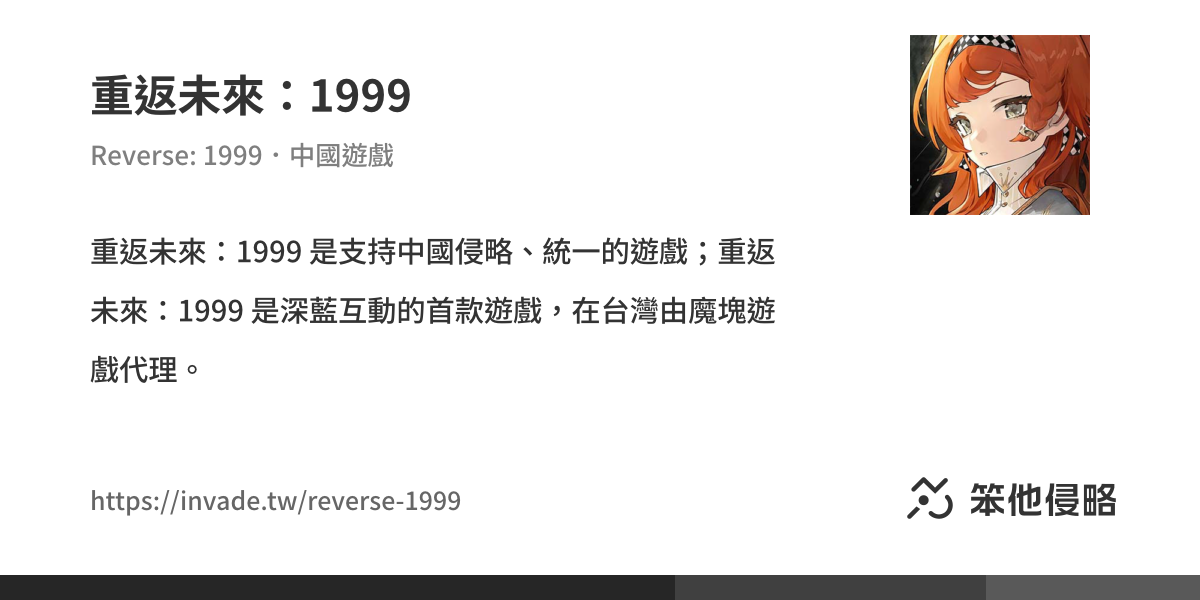 重返未來：1999
Reverse: 1999・中國遊戲
重返未來：1999 是支持中國侵略、統一的遊戲；重返
未來：1999 是深藍互動的首款遊戲，在台灣由魔塊遊
戲代理。
https://invade.tw/reverse-1999
笨他侵略